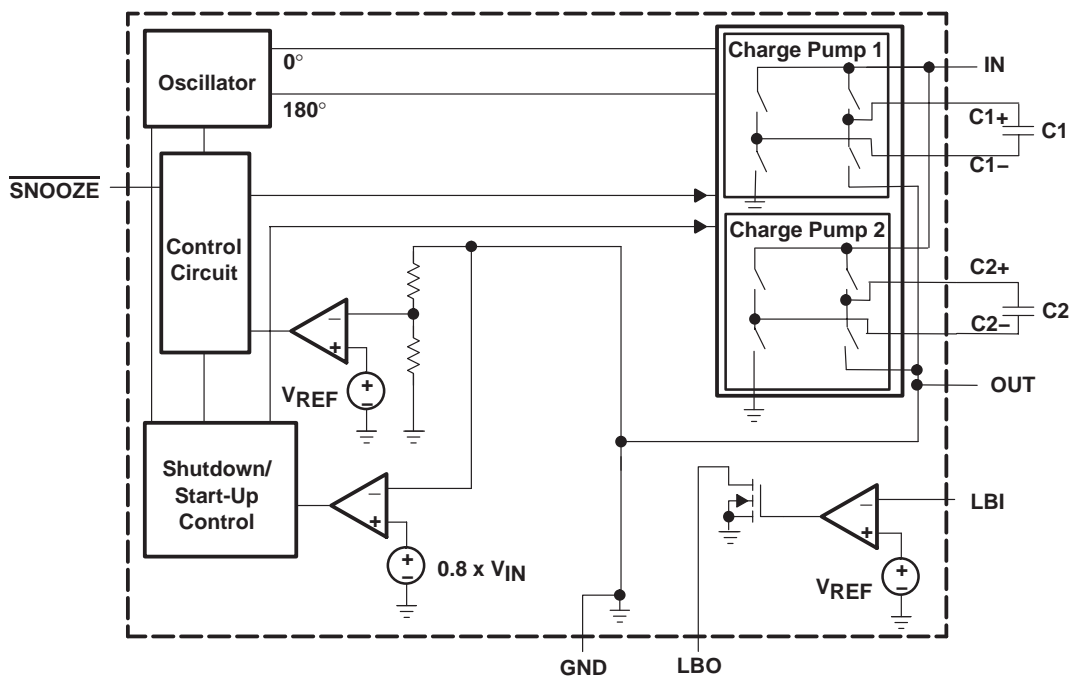 Oscillator
0°
180°
Charge Pump 1
IN
C1+
C1
C1–
SNOOZE
Control
Circuit
Charge Pump 2
C2+
C2
C2–
–
+
+
–
VREF
OUT
Shutdown/
Start-Up
Control
–
+
+
–
0.8 x VIN
–
+
LBI
+
–
VREF
GND
LBO